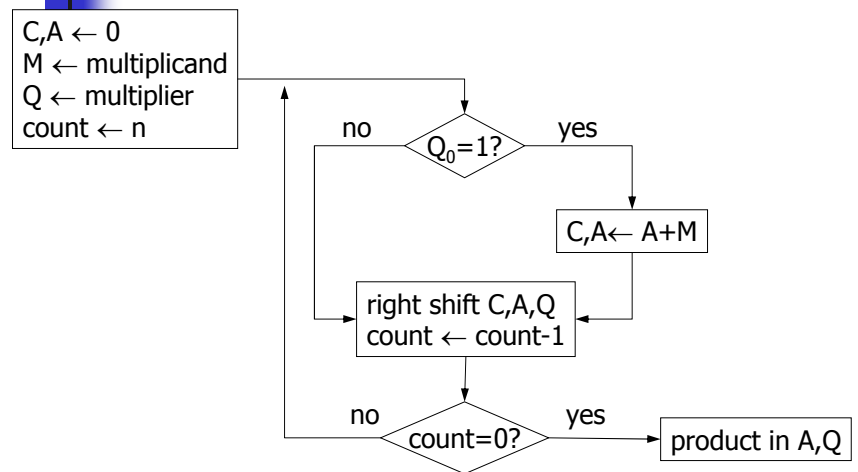 C,A ← 0
M ← multiplicand
Q ← multiplier
count ← n
no
Q₀=1?
yes
C,A← A+M
right shift C,A,Q
count ← count-1
no
count=0?
yes
product in A,Q